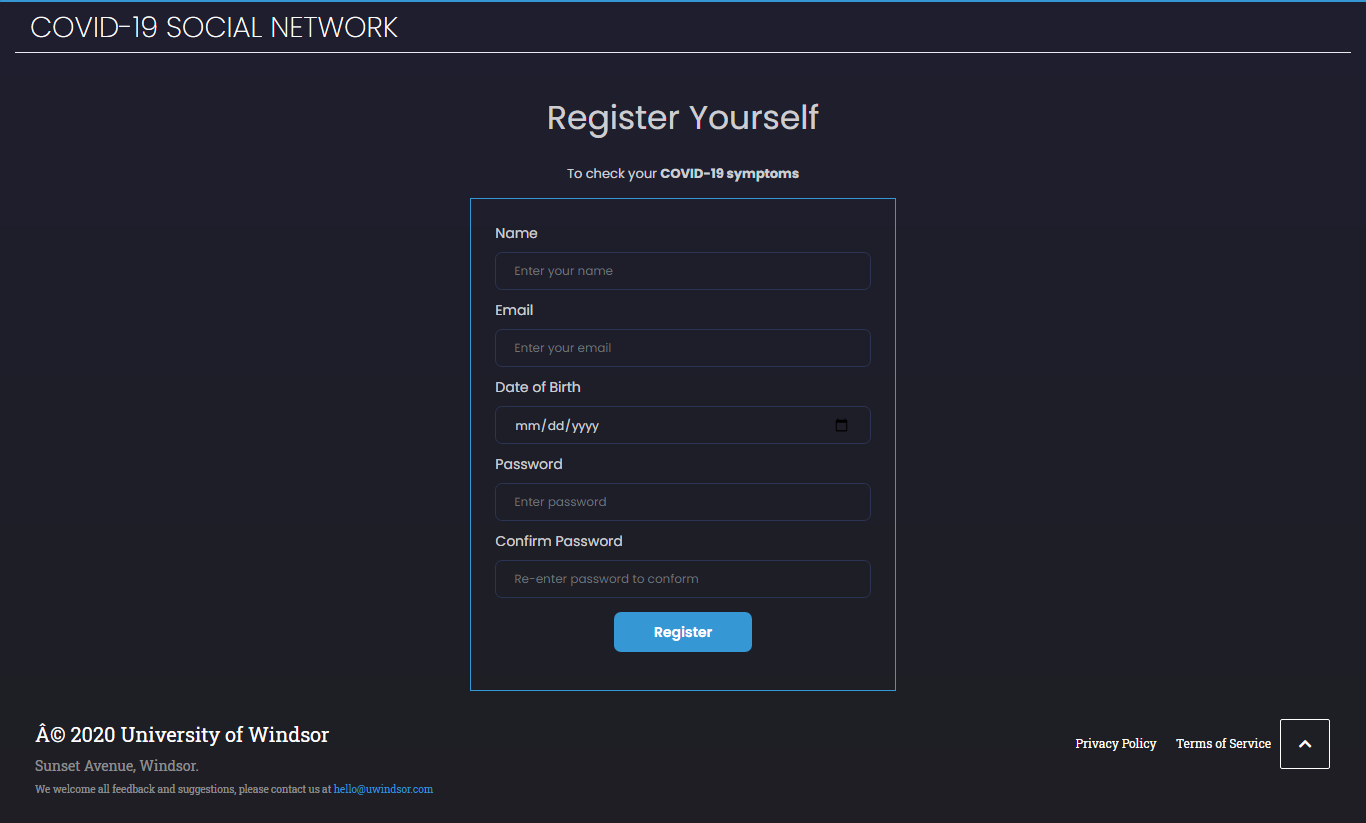 COVID-19 SOCIAL NETWORK
Register Yourself
To check your COVID-19 symptoms
Name
Enter your name
Email
Enter your email
Date of Birth
mm/dd/yyyy
Password
Enter password
Confirm Password
Re-enter password to conform
Register
Â© 2020 University of Windsor
Sunset Avenue, Windsor.
We welcome all feedback and suggestions, please contact us at hello@uwindsor.com
Privacy Policy Terms of Service